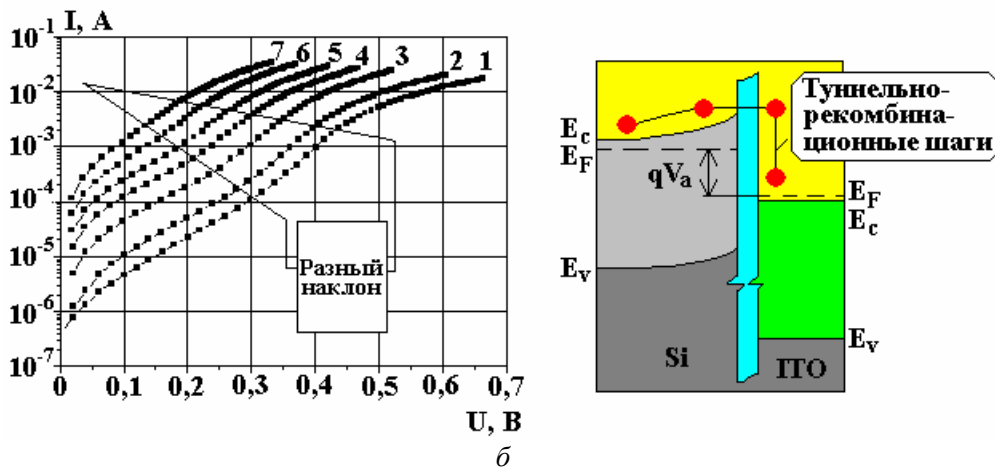 I, A
10⁻¹
10⁻²
10⁻³
10⁻⁴
10⁻⁵
10⁻⁶
10⁻⁷
7 6 5 4 3 2 1
Разный
наклон
0 0,1 0,2 0,3 0,4 0,5 0,6 0,7
U, В
Туннельно-
рекомбина-
ционные шаги
E_c
E_F
qV_a
E_F
E_c
E_v
E_v
Si
ITO
б